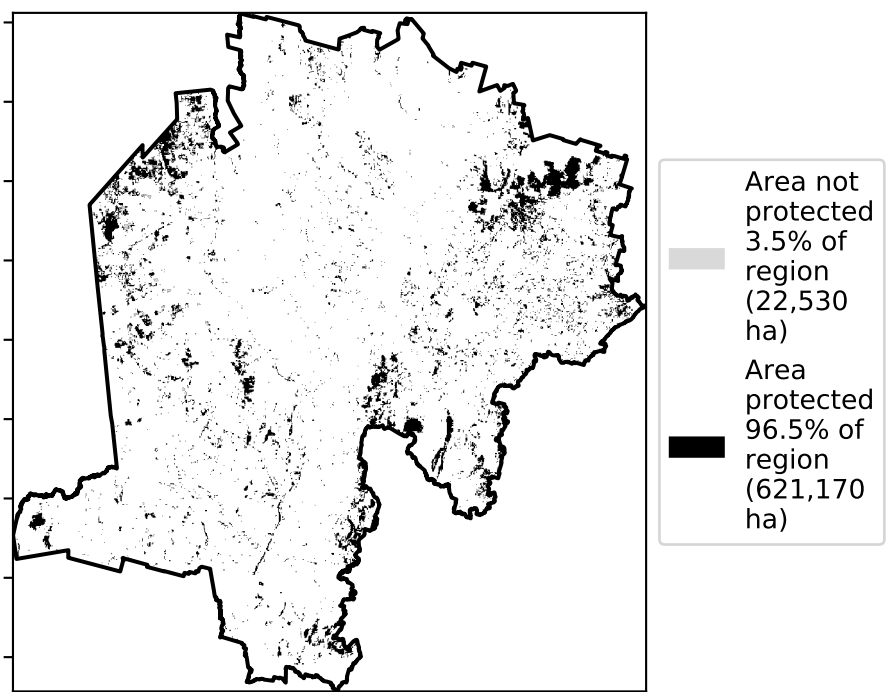 Area not
protected
3.5% of
region
(22,530
ha)
Area
protected
96.5% of
region
(621,170
ha)